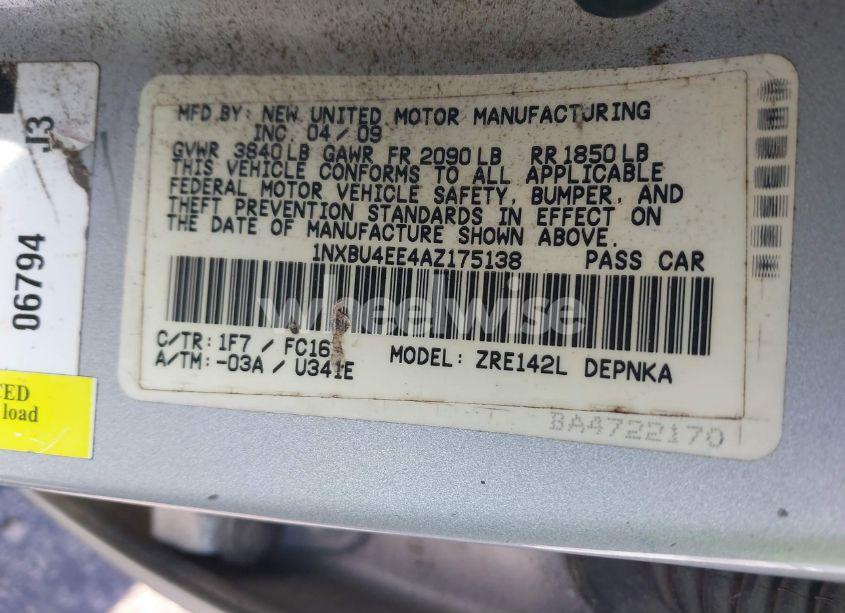 MFD BY: NEW UNITED MOTOR MANUFACTURING
INC. 04 / 09
GVWR 3840 LB GAWR FR 2090 LB RR 1850 LB
THIS VEHICLE CONFORMS TO ALL APPLICABLE
FEDERAL MOTOR VEHICLE SAFETY, BUMPER, AND
THEFT PREVENTION STANDARDS IN EFFECT ON
THE DATE OF MANUFACTURE SHOWN ABOVE.
1NXBU4EE4AZ175138 PASS CAR
wheelwise
C/TR: 1F7 / FC16
A/TM: -03A / U341E
MODEL: ZRE142L DEPNKA
BA4722170
J3
06794
CED
load